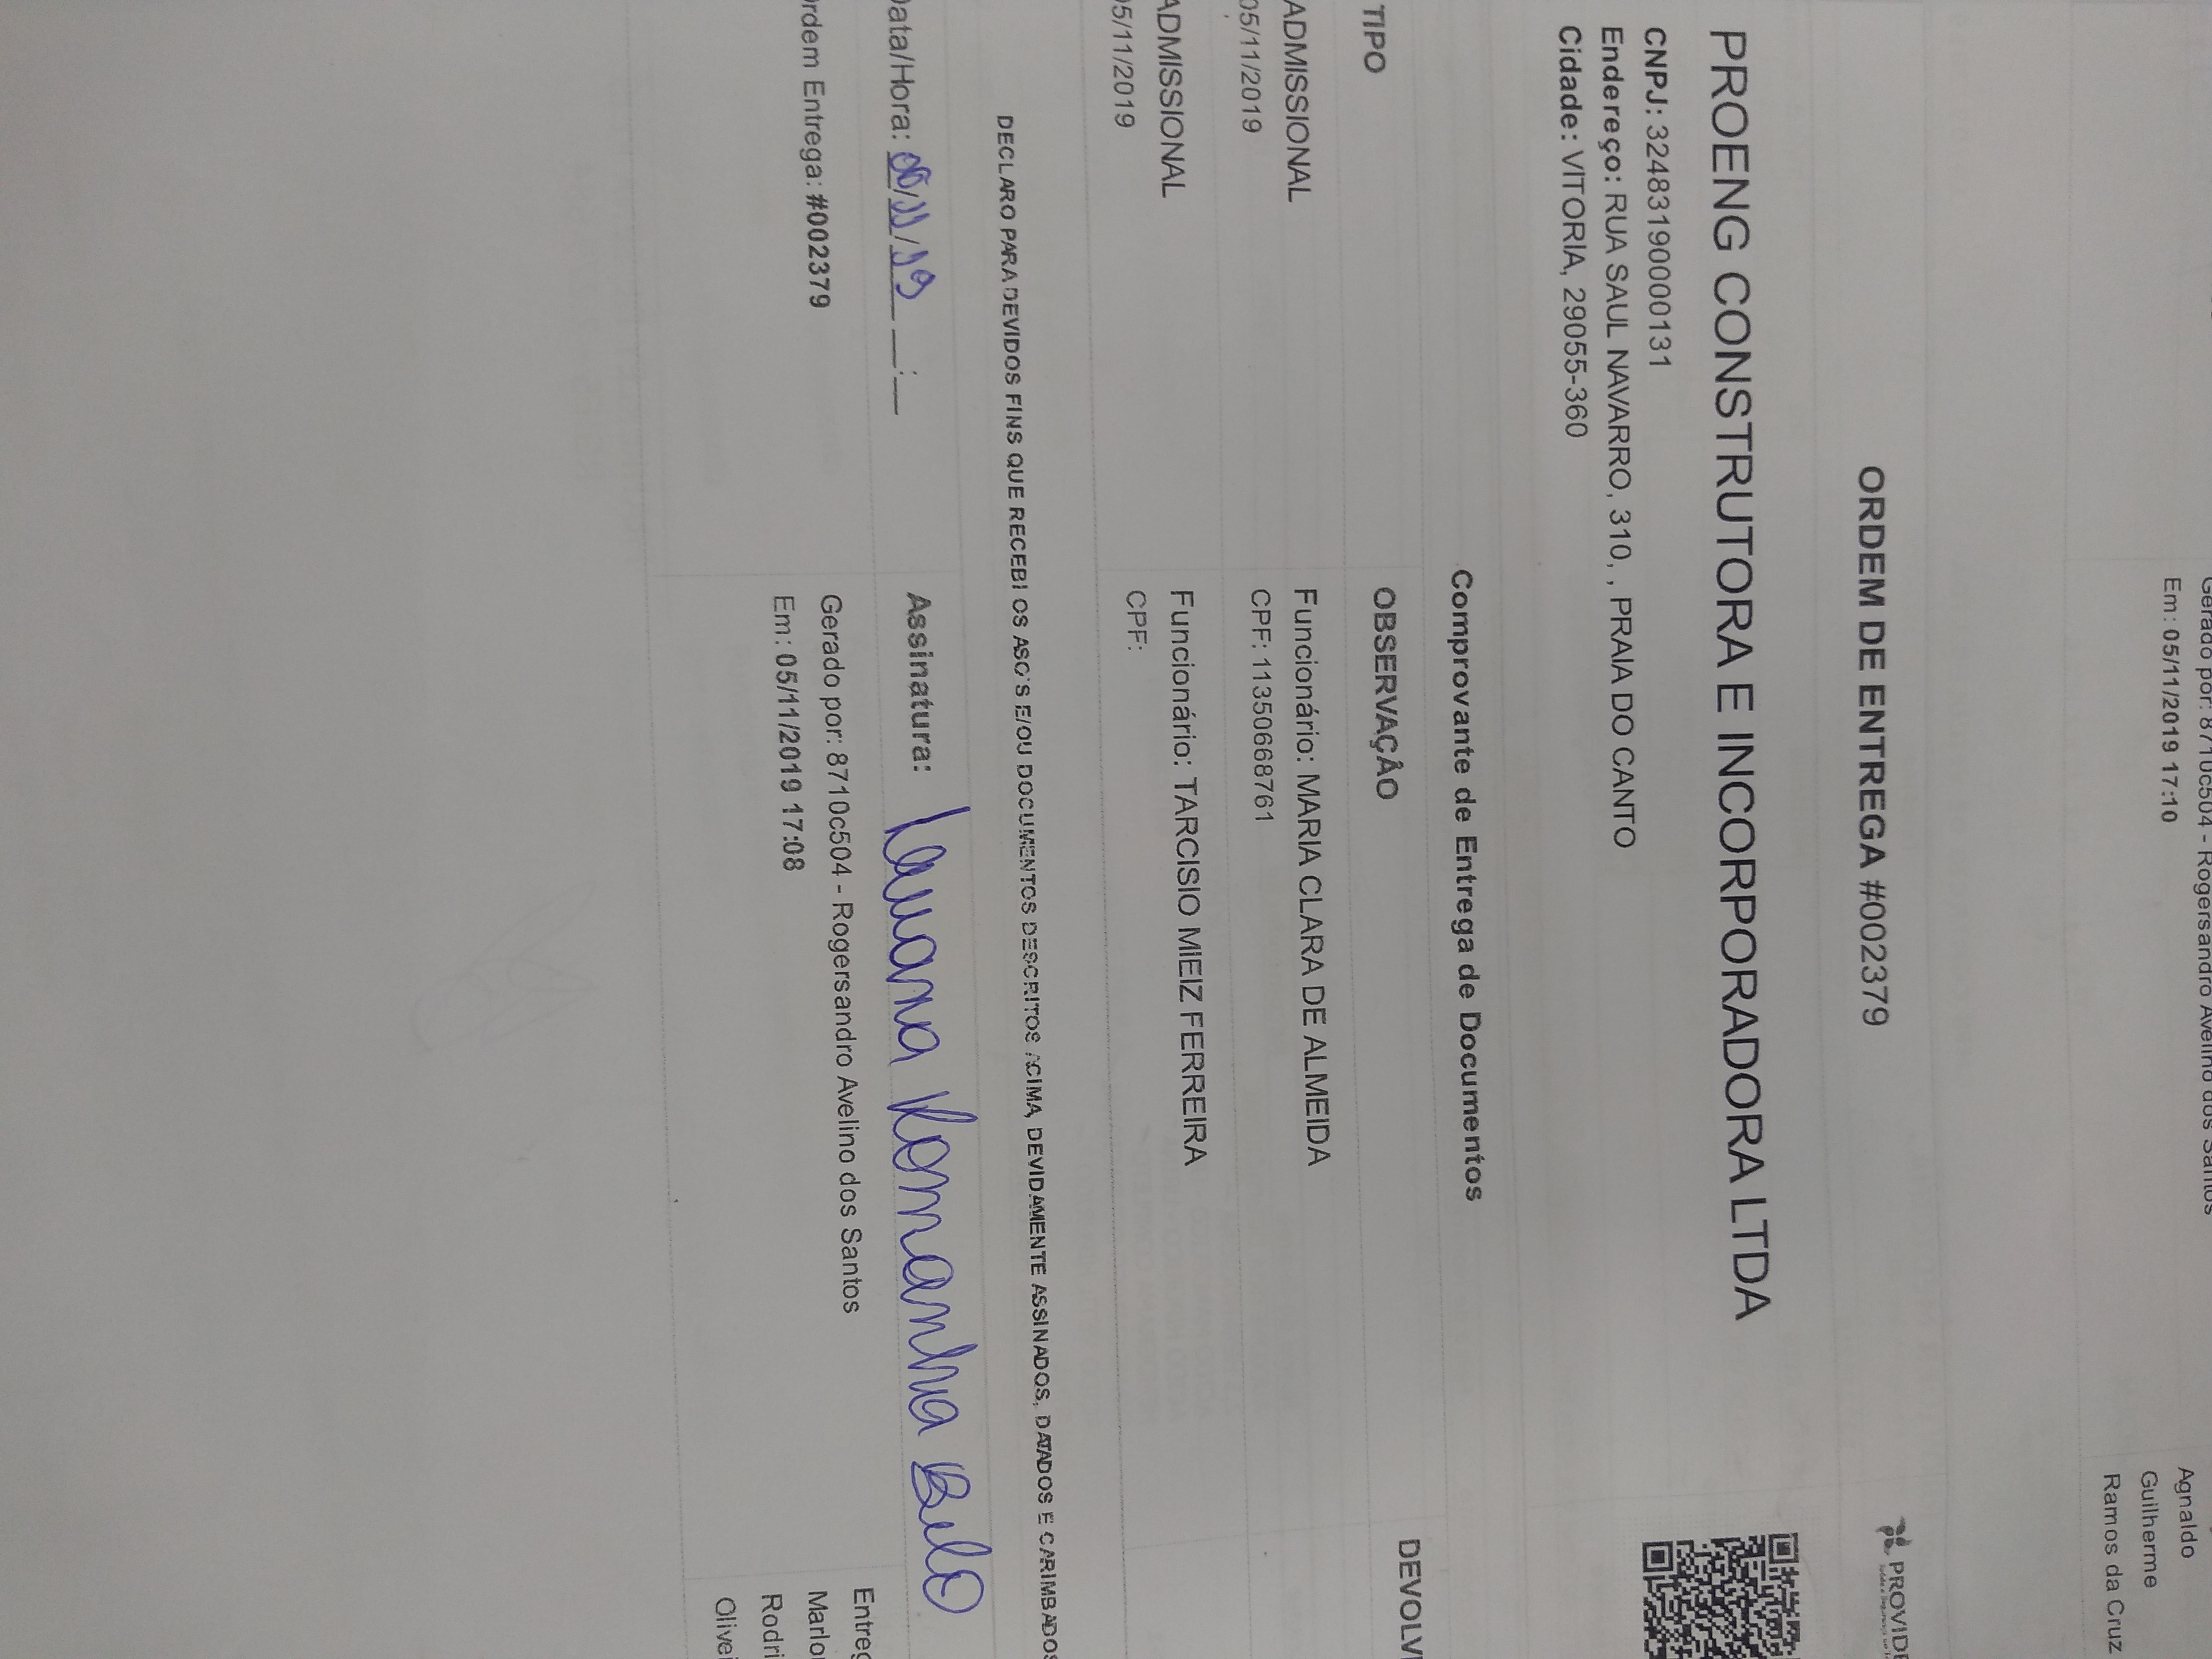 Gerado por: 8710c504 - Rogersandro Avelino dos Santos
Em: 05/11/2019 17:10
Agnaldo
Guilherme
Ramos da Cruz
ORDEM DE ENTREGA #002379
PROENG CONSTRUTORA E INCORPORADORA LTDA
CNPJ: 32483190000131
Endereço: RUA SAUL NAVARRO, 310, , PRAIA DO CANTO
Cidade: VITORIA, 29055-360
Comprovante de Entrega de Documentos
TIPO OBSERVAÇÃO DEVOLV
ADMISSIONAL Funcionário: MARIA CLARA DE ALMEIDA
05/11/2019 CPF: 11350668761
ADMISSIONAL Funcionário: TARCISIO MIEIZ FERREIRA
05/11/2019 CPF:
DECLARO PARA DEVIDOS FINS QUE RECEBI OS ASO'S E/OU DOCUMENTOS DESCRITOS ACIMA, DEVIDAMENTE ASSINADOS, DATADOS E CARIMBADOS
Data/Hora: /11/19 __:__ Assinatura: Romanha Belo
Ordem Entrega: #002379 Gerado por: 8710c504 - Rogersandro Avelino dos Santos
Em: 05/11/2019 17:08
Entreg
Marlo
Rodri
Olivei
PROVIDE